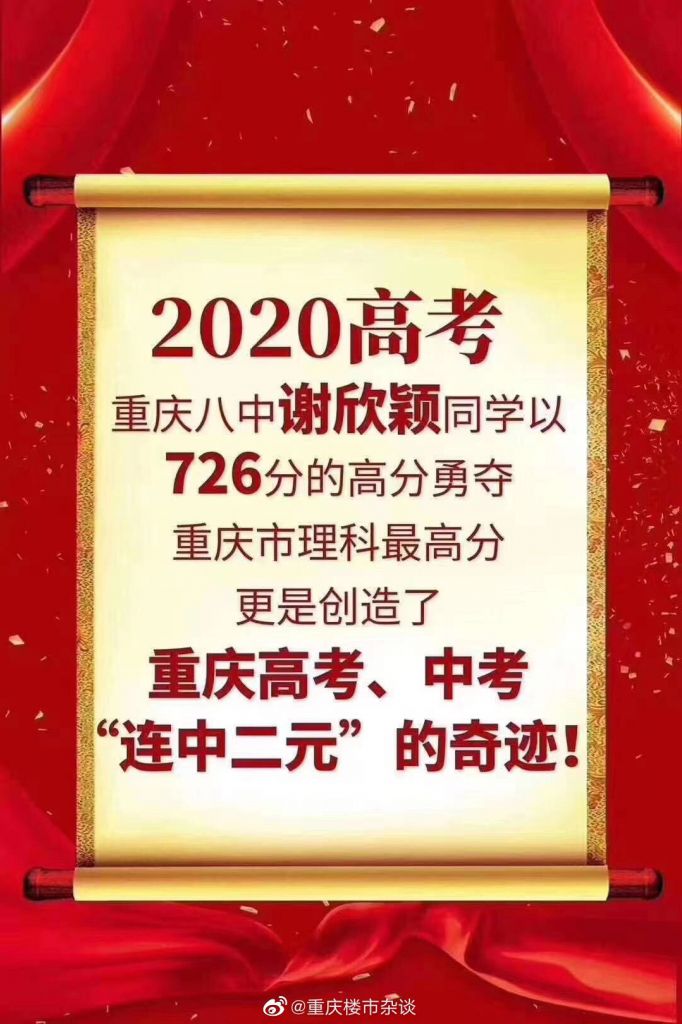 2020高考
重庆八中谢欣颖同学以
726分的高分勇夺
重庆市理科最高分
更是创造了
重庆高考、中考
“连中二元”的奇迹！
@重庆楼市杂谈